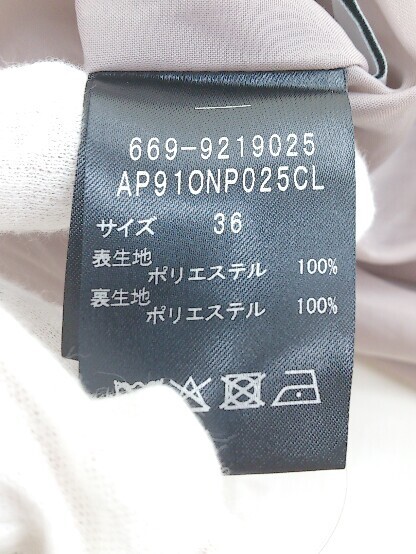 669-9219025
AP910NP025CL
サイズ 36
表生地
ポリエステル 100%
裏生地
ポリエステル 100%